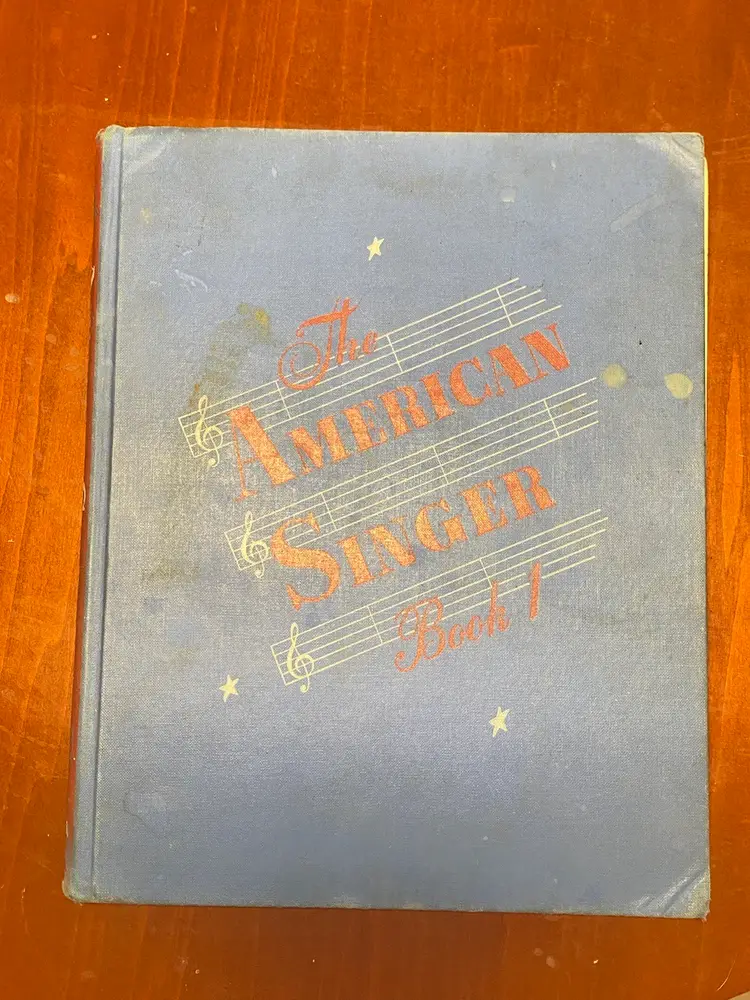 The
AMERICAN
SINGER
Book 1